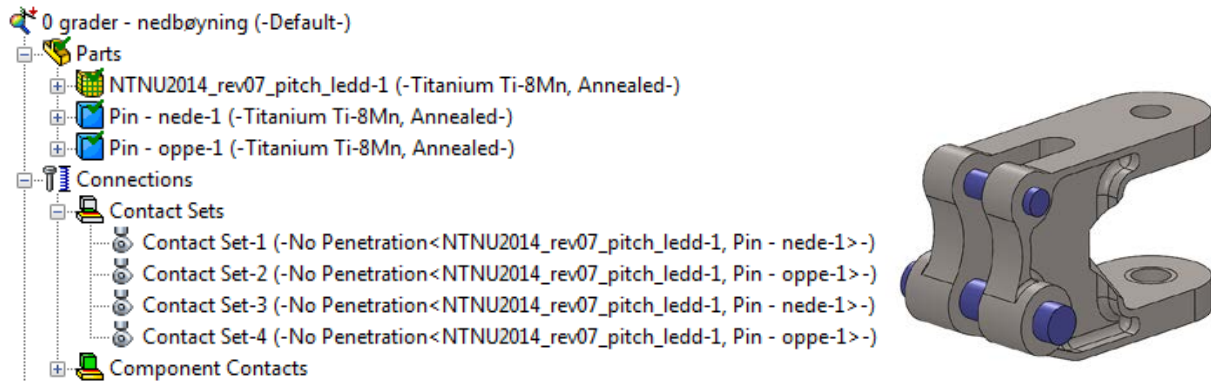 0 grader - nedbøyning (-Default-)
Parts
NTNU2014_rev07_pitch_ledd-1 (-Titanium Ti-8Mn, Annealed-)
Pin - nede-1 (-Titanium Ti-8Mn, Annealed-)
Pin - oppe-1 (-Titanium Ti-8Mn, Annealed-)
Connections
Contact Sets
Contact Set-1 (-No Penetration<NTNU2014_rev07_pitch_ledd-1, Pin - nede-1>-)
Contact Set-2 (-No Penetration<NTNU2014_rev07_pitch_ledd-1, Pin - oppe-1>-)
Contact Set-3 (-No Penetration<NTNU2014_rev07_pitch_ledd-1, Pin - nede-1>-)
Contact Set-4 (-No Penetration<NTNU2014_rev07_pitch_ledd-1, Pin - oppe-1>-)
Component Contacts